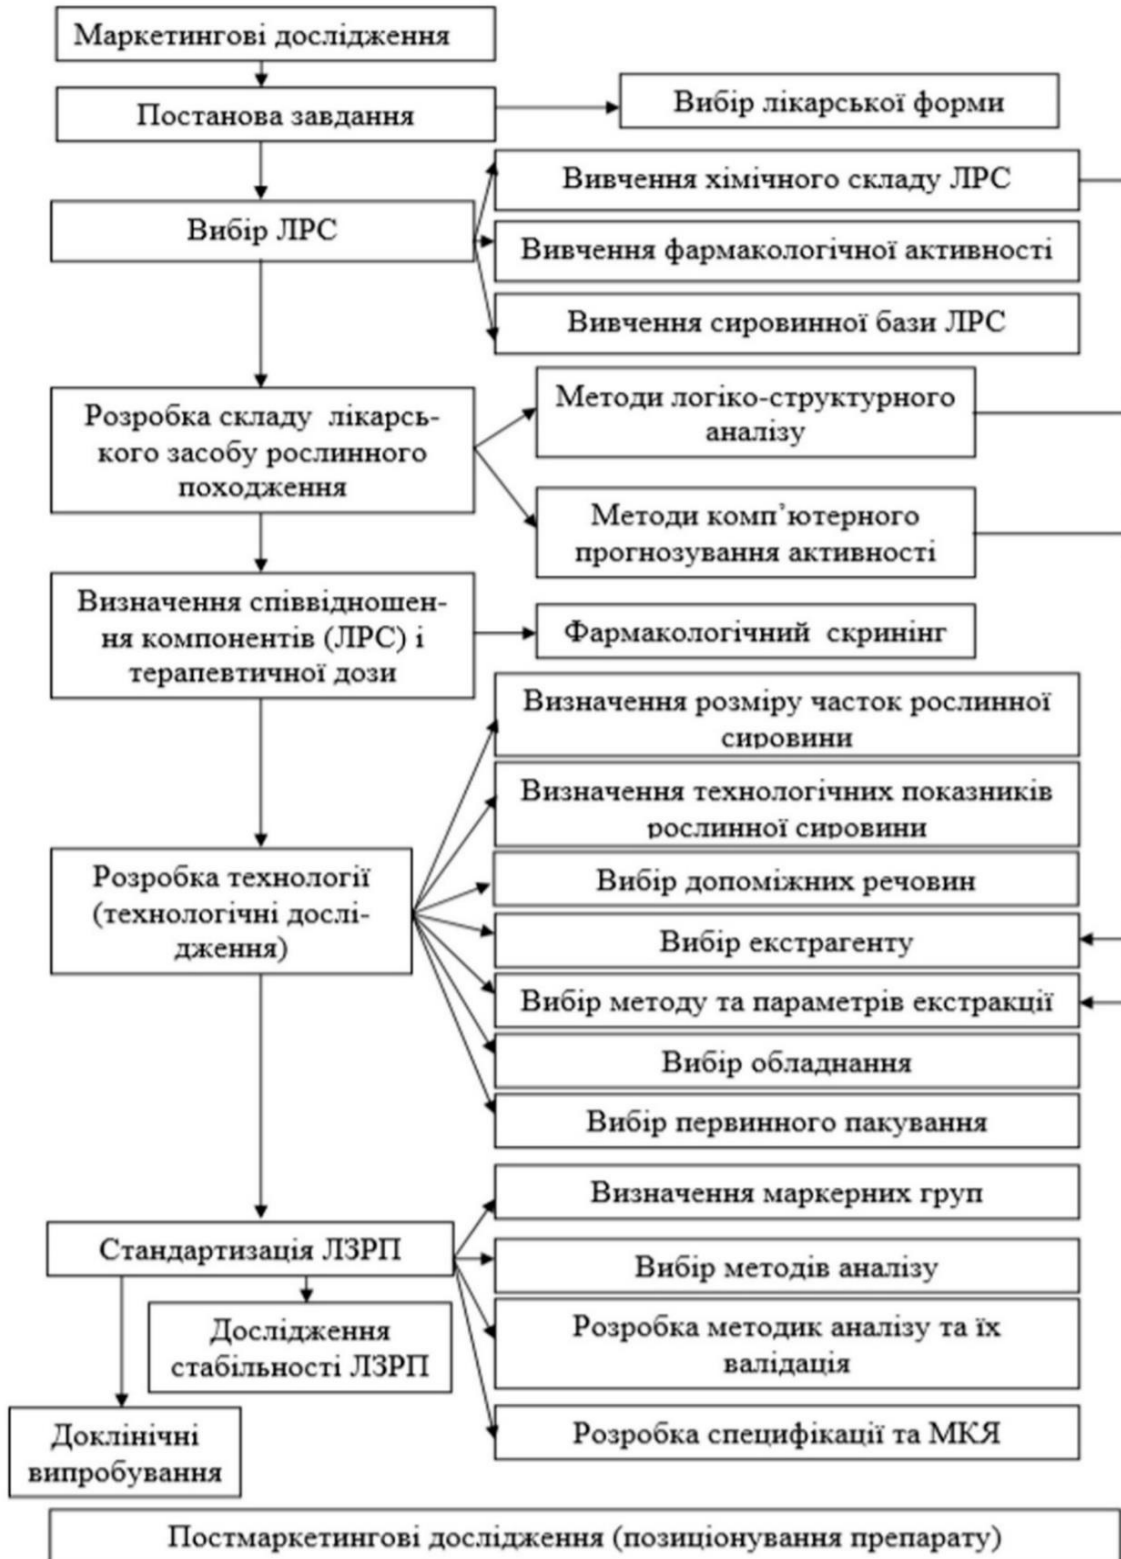 Маркетингові дослідження
Постанова завдання
Вибір лікарської форми
Вибір ЛРС
Вивчення хімічного складу ЛРС
Вивчення фармакологічної активності
Вивчення сировинної бази ЛРС
Розробка складу лікарсь-
кого засобу рослинного
походження
Методи логіко-структурного
аналізу
Методи комп’ютерного
прогнозування активності
Визначення співвідношен-
ня компонентів (ЛРС) і
терапевтичної дози
Фармакологічний скринінг
Розробка технології
(технологічні дослі-
дження)
Визначення розміру часток рослинної
сировини
Визначення технологічних показників
рослинної сировини
Вибір допоміжних речовин
Вибір екстрагенту
Вибір методу та параметрів екстракції
Вибір обладнання
Вибір первинного пакування
Стандартизація ЛЗРП
Визначення маркерних груп
Вибір методів аналізу
Розробка методик аналізу та їх
валідація
Розробка специфікації та МКЯ
Дослідження
стабільності ЛЗРП
Доклінічні
випробування
Постмаркетингові дослідження (позиціонування препарату)